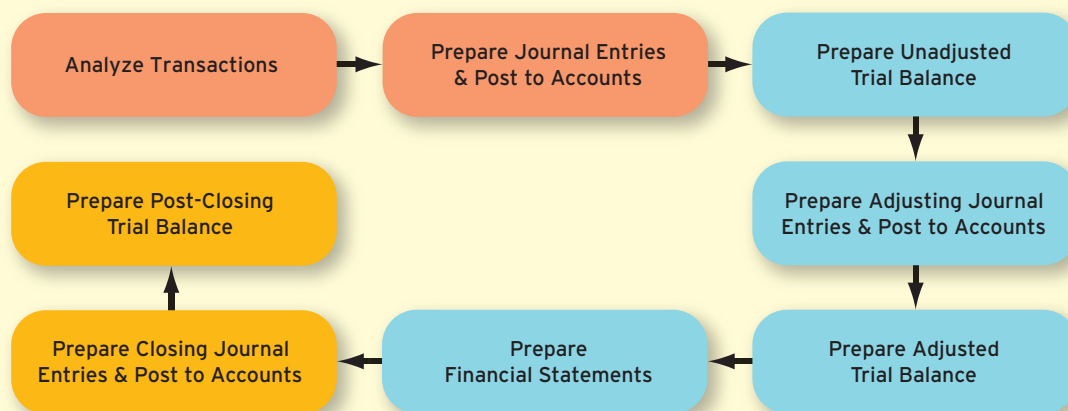 Analyze Transactions
Prepare Journal Entries
& Post to Accounts
Prepare Unadjusted
Trial Balance
Prepare Adjusting Journal
Entries & Post to Accounts
Prepare Adjusted
Trial Balance
Prepare
Financial Statements
Prepare Closing Journal
Entries & Post to Accounts
Prepare Post-Closing
Trial Balance